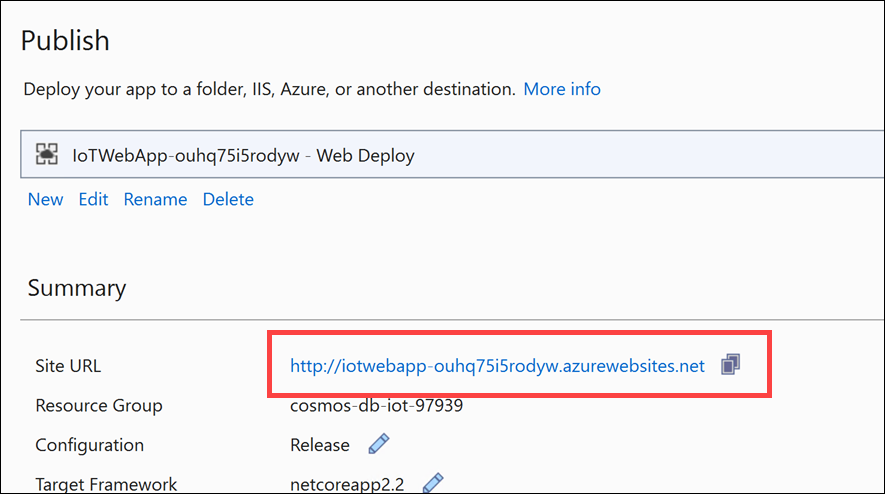 Publish
Deploy your app to a folder, IIS, Azure, or another destination. More info
IoTWebApp-ouhq75i5rodyw - Web Deploy
New Edit Rename Delete
Summary
Site URL http://iotwebapp-ouhq75i5rodyw.azurewebsites.net
Resource Group cosmos-db-iot-97939
Configuration Release
Target Framework netcoreapp2.2